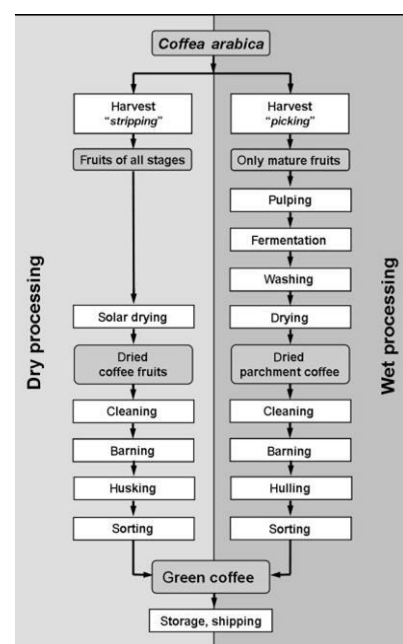 Coffea arabica
Harvest
"stripping"
Fruits of all stages
Solar drying
Dried
coffee fruits
Cleaning
Barning
Husking
Sorting
Harvest
"picking"
Only mature fruits
Pulping
Fermentation
Washing
Drying
Dried
parchment coffee
Cleaning
Barning
Hulling
Sorting
Green coffee
Storage, shipping
Dry processing
Wet processing